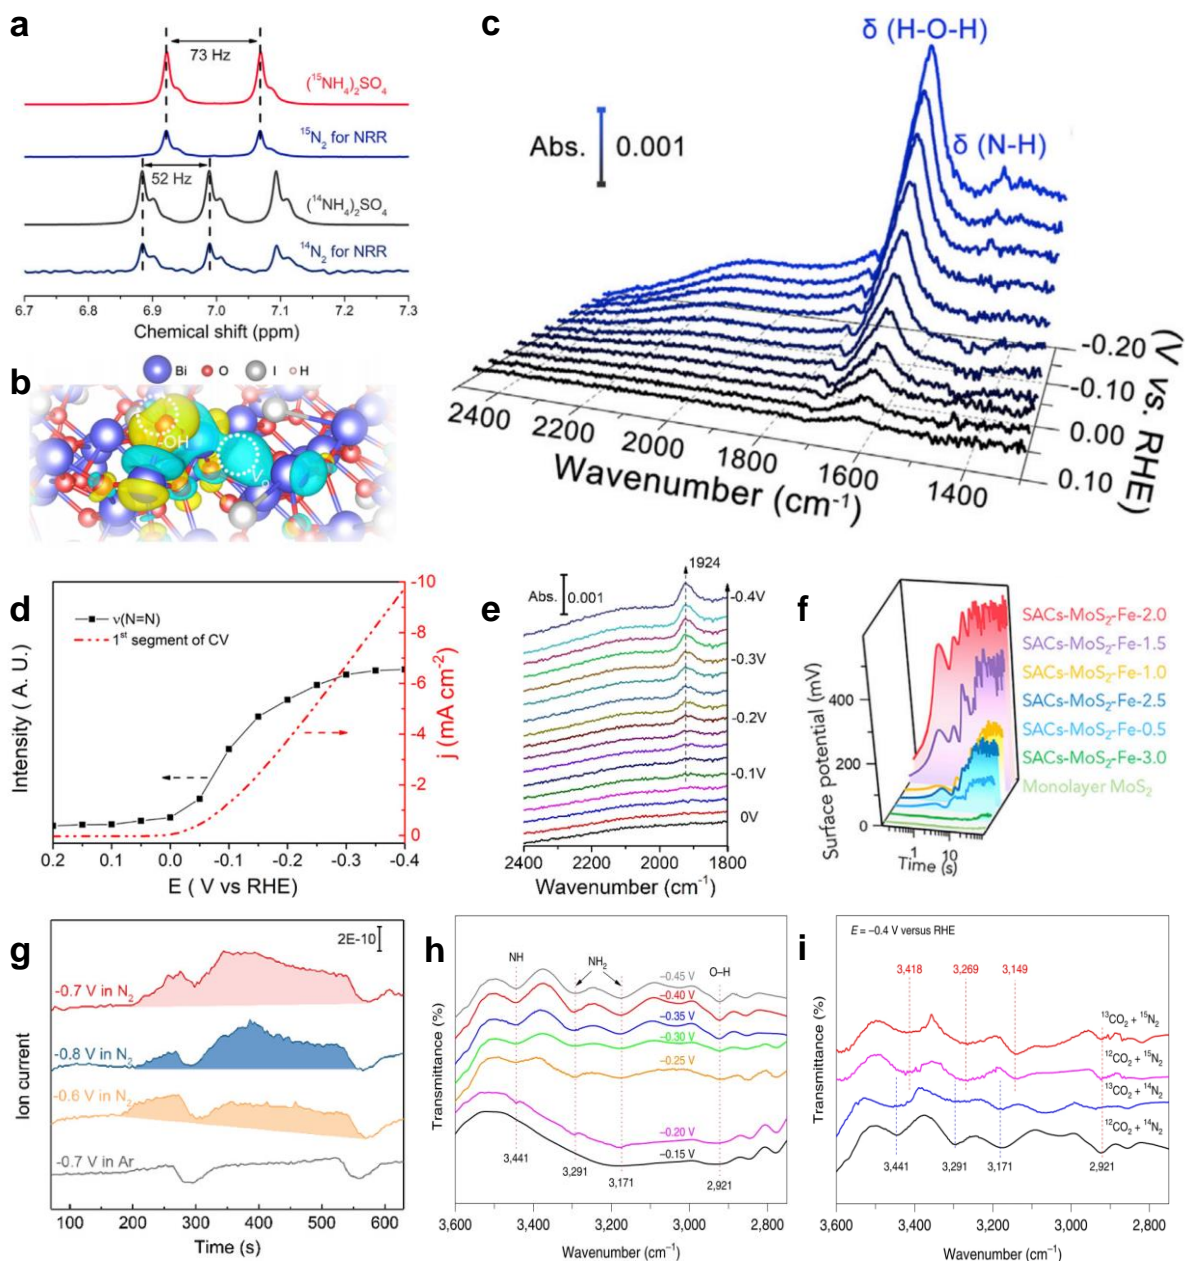 a
73 Hz
(¹⁵NH₄)₂SO₄
¹⁵N₂ for NRR
52 Hz
(¹⁴NH₄)₂SO₄
¹⁴N₂ for NRR
6.7 6.8 6.9 7.0 7.1 7.2 7.3
Chemical shift (ppm)
b
Bi O I H
OH
Vo
c
δ (H-O-H)
δ (N-H)
Abs. 0.001
-0.20
-0.10
0.00
0.10
(V vs. RHE)
2400 2200 2000 1800 1600 1400
Wavenumber (cm⁻¹)
d
ν(N=N)
1ˢᵗ segment of CV
Intensity ( A. U.)
-10
-8
-6
-4
-2
0
j (mA cm⁻²)
0.2 0.1 0.0 -0.1 -0.2 -0.3 -0.4
E ( V vs RHE)
e
1924
Abs. 0.001
-0.4V
-0.3V
-0.2V
-0.1V
0V
2400 2200 2000 1800
Wavenumber (cm⁻¹)
f
SACs-MoS₂-Fe-2.0
SACs-MoS₂-Fe-1.5
SACs-MoS₂-Fe-1.0
SACs-MoS₂-Fe-2.5
SACs-MoS₂-Fe-0.5
SACs-MoS₂-Fe-3.0
Monolayer MoS₂
Surface potential (mV)
400
200
0
1 10
Time (s)
g
2E-10
-0.7 V in N₂
-0.8 V in N₂
-0.6 V in N₂
-0.7 V in Ar
Ion current
100 200 300 400 500 600
Time (s)
h
NH NH₂ O–H
–0.45 V
–0.40 V
–0.35 V
–0.30 V
–0.25 V
–0.20 V
–0.15 V
3,441
3,291
3,171
2,921
Transmittance (%)
3,600 3,400 3,200 3,000 2,800
Wavenumber (cm⁻¹)
i
E = –0.4 V versus RHE
3,418 3,269 3,149
¹³CO₂ + ¹⁵N₂
¹²CO₂ + ¹⁵N₂
¹³CO₂ + ¹⁴N₂
¹²CO₂ + ¹⁴N₂
3,441 3,291 3,171 2,921
Transmittance (%)
3,600 3,400 3,200 3,000 2,800
Wavenumber (cm⁻¹)